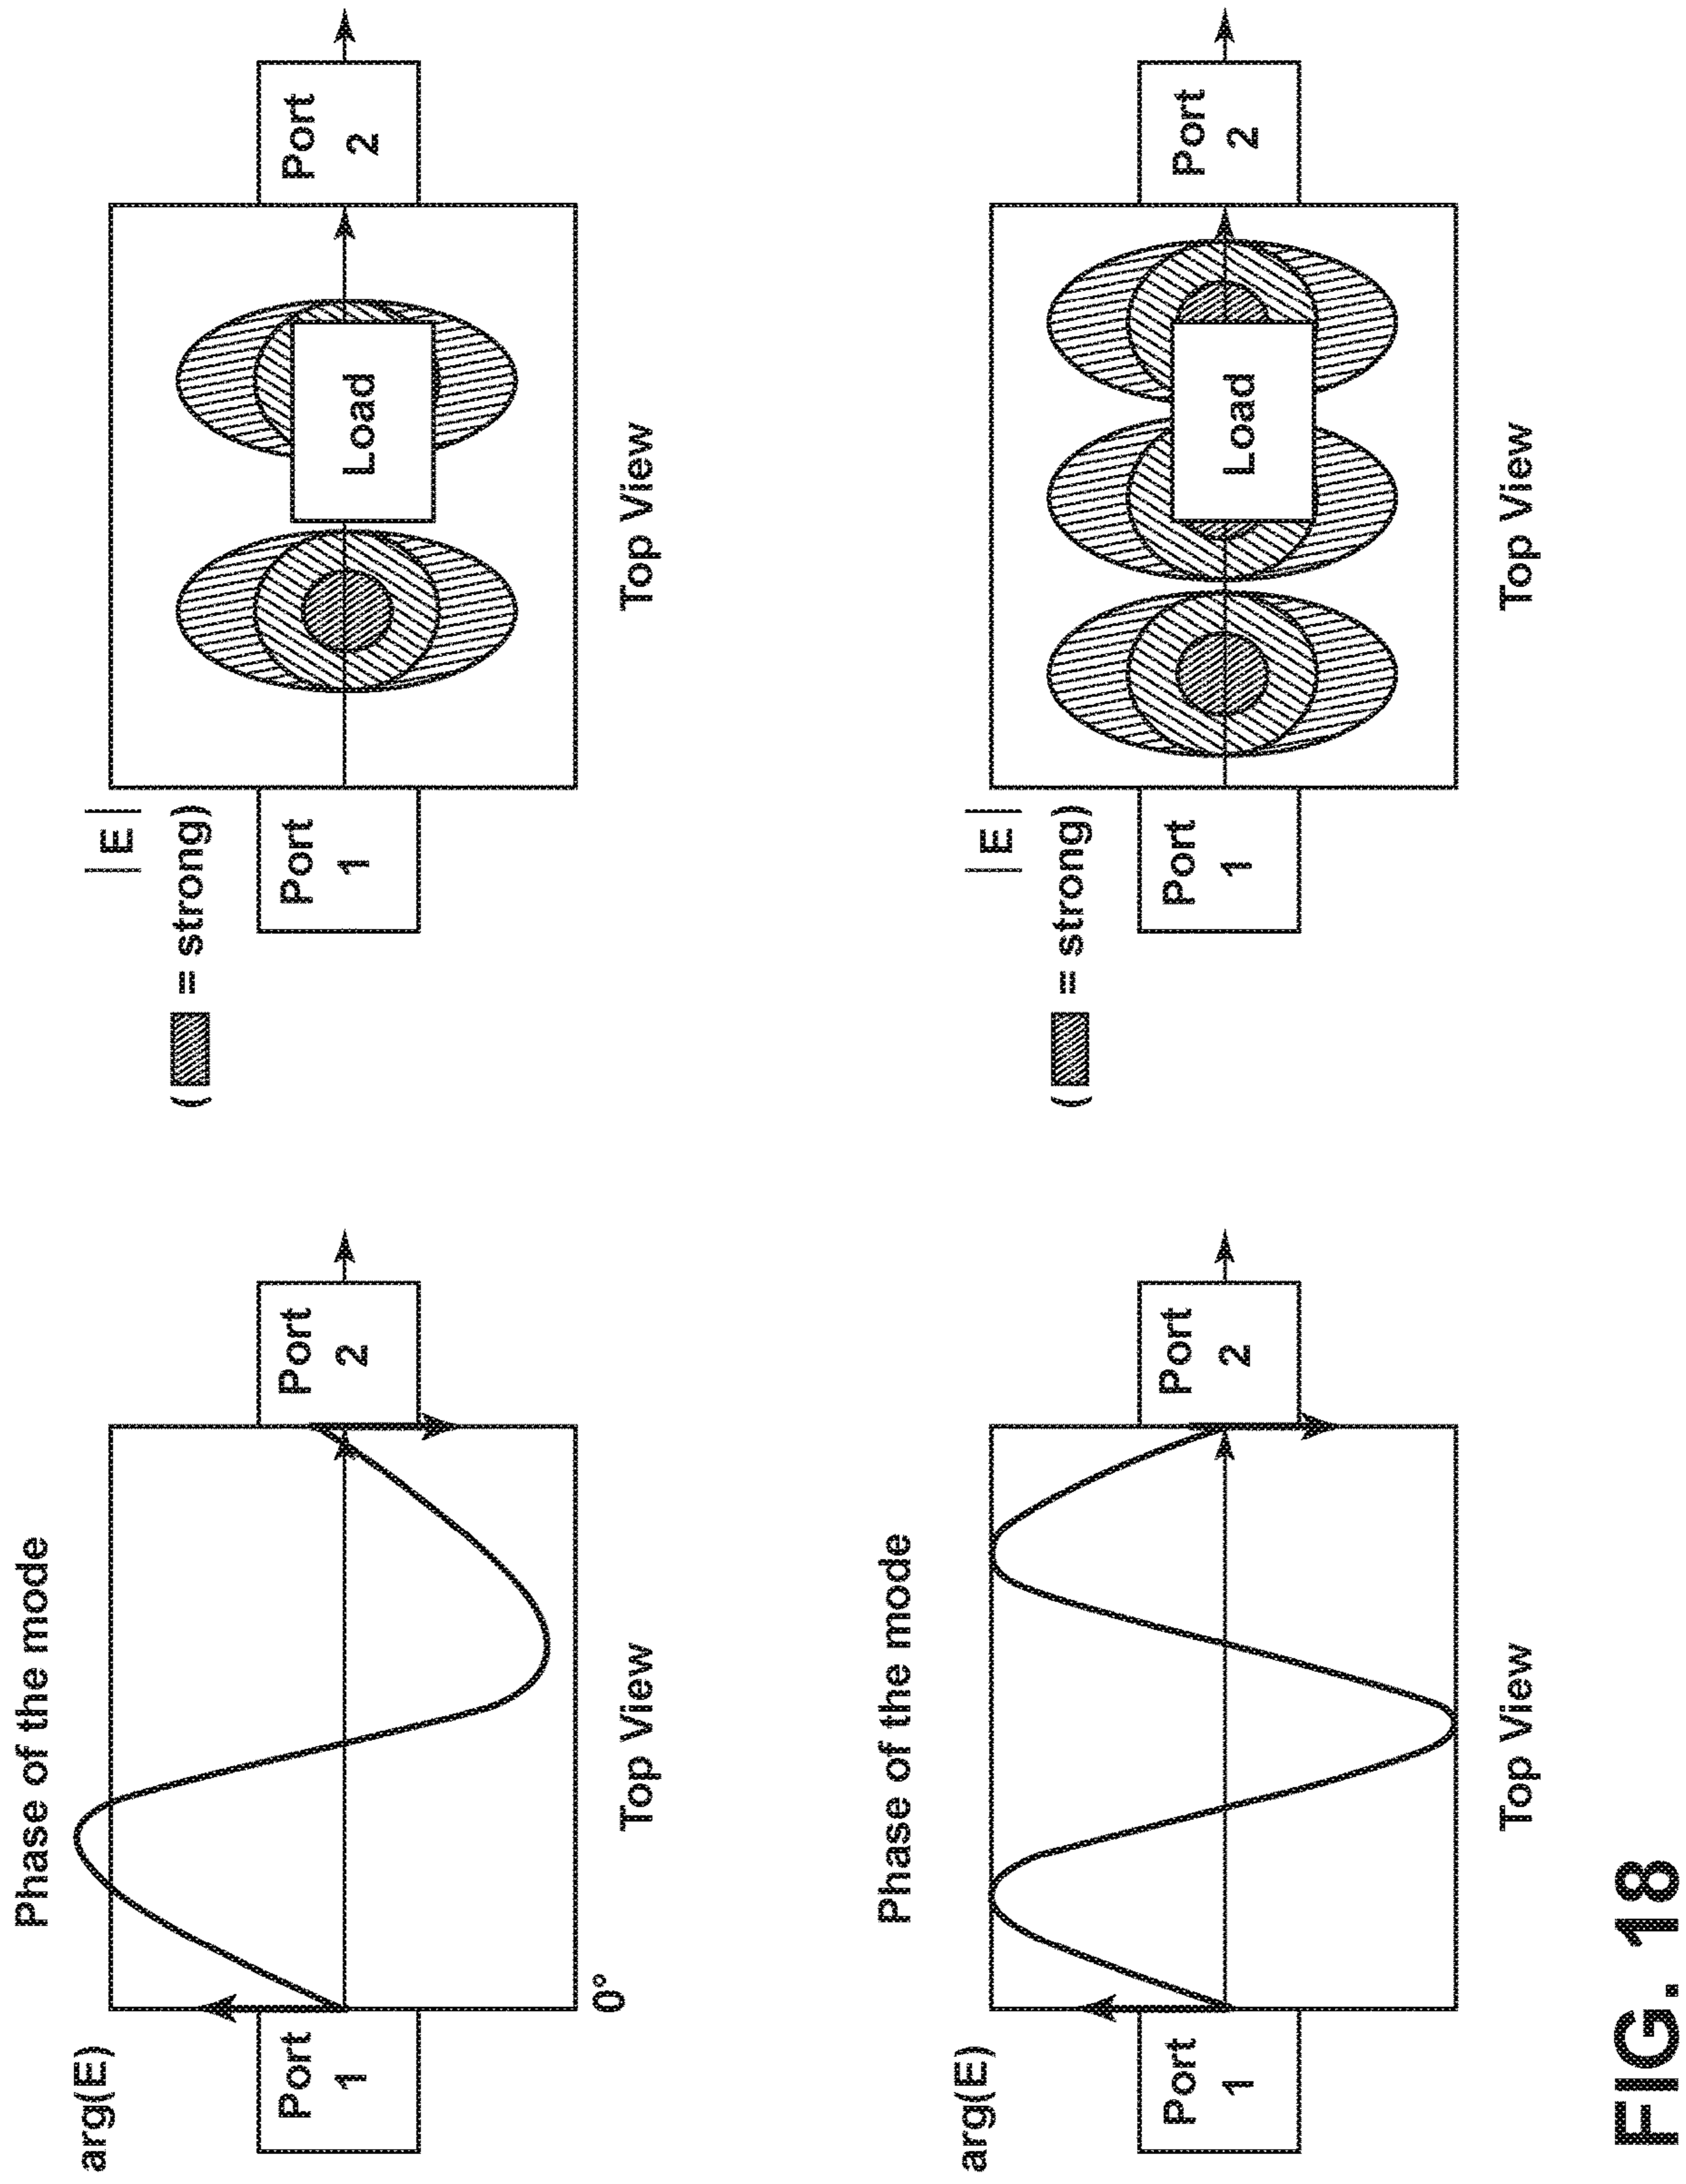 Phase of the mode
arg(E)
Port
1
Port
2
0°
Top View
|E|
( = strong)
Port
1
Load
Port
2
Top View
Phase of the mode
arg(E)
Port
1
Port
2
Top View
|E|
( = strong)
Port
1
Load
Port
2
Top View
FIG. 18